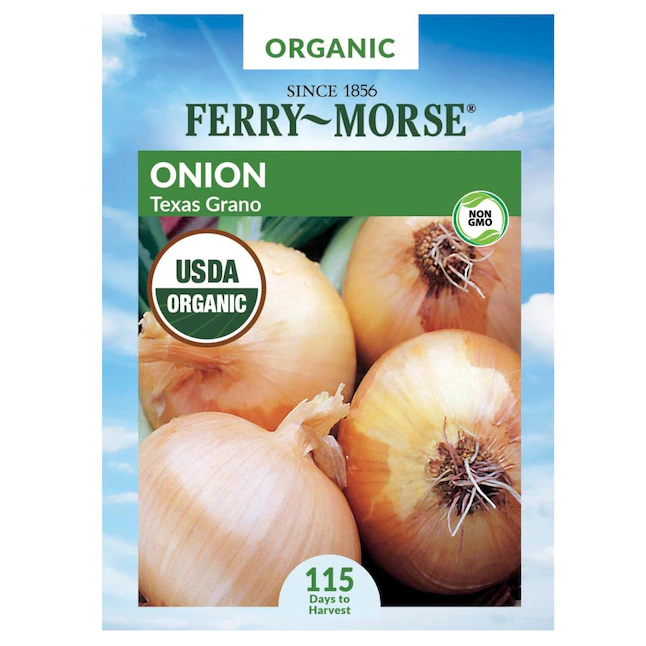 ORGANIC
SINCE 1856
FERRY~MORSE®
ONION
Texas Grano
NON
GMO
USDA
ORGANIC
115
Days to
Harvest